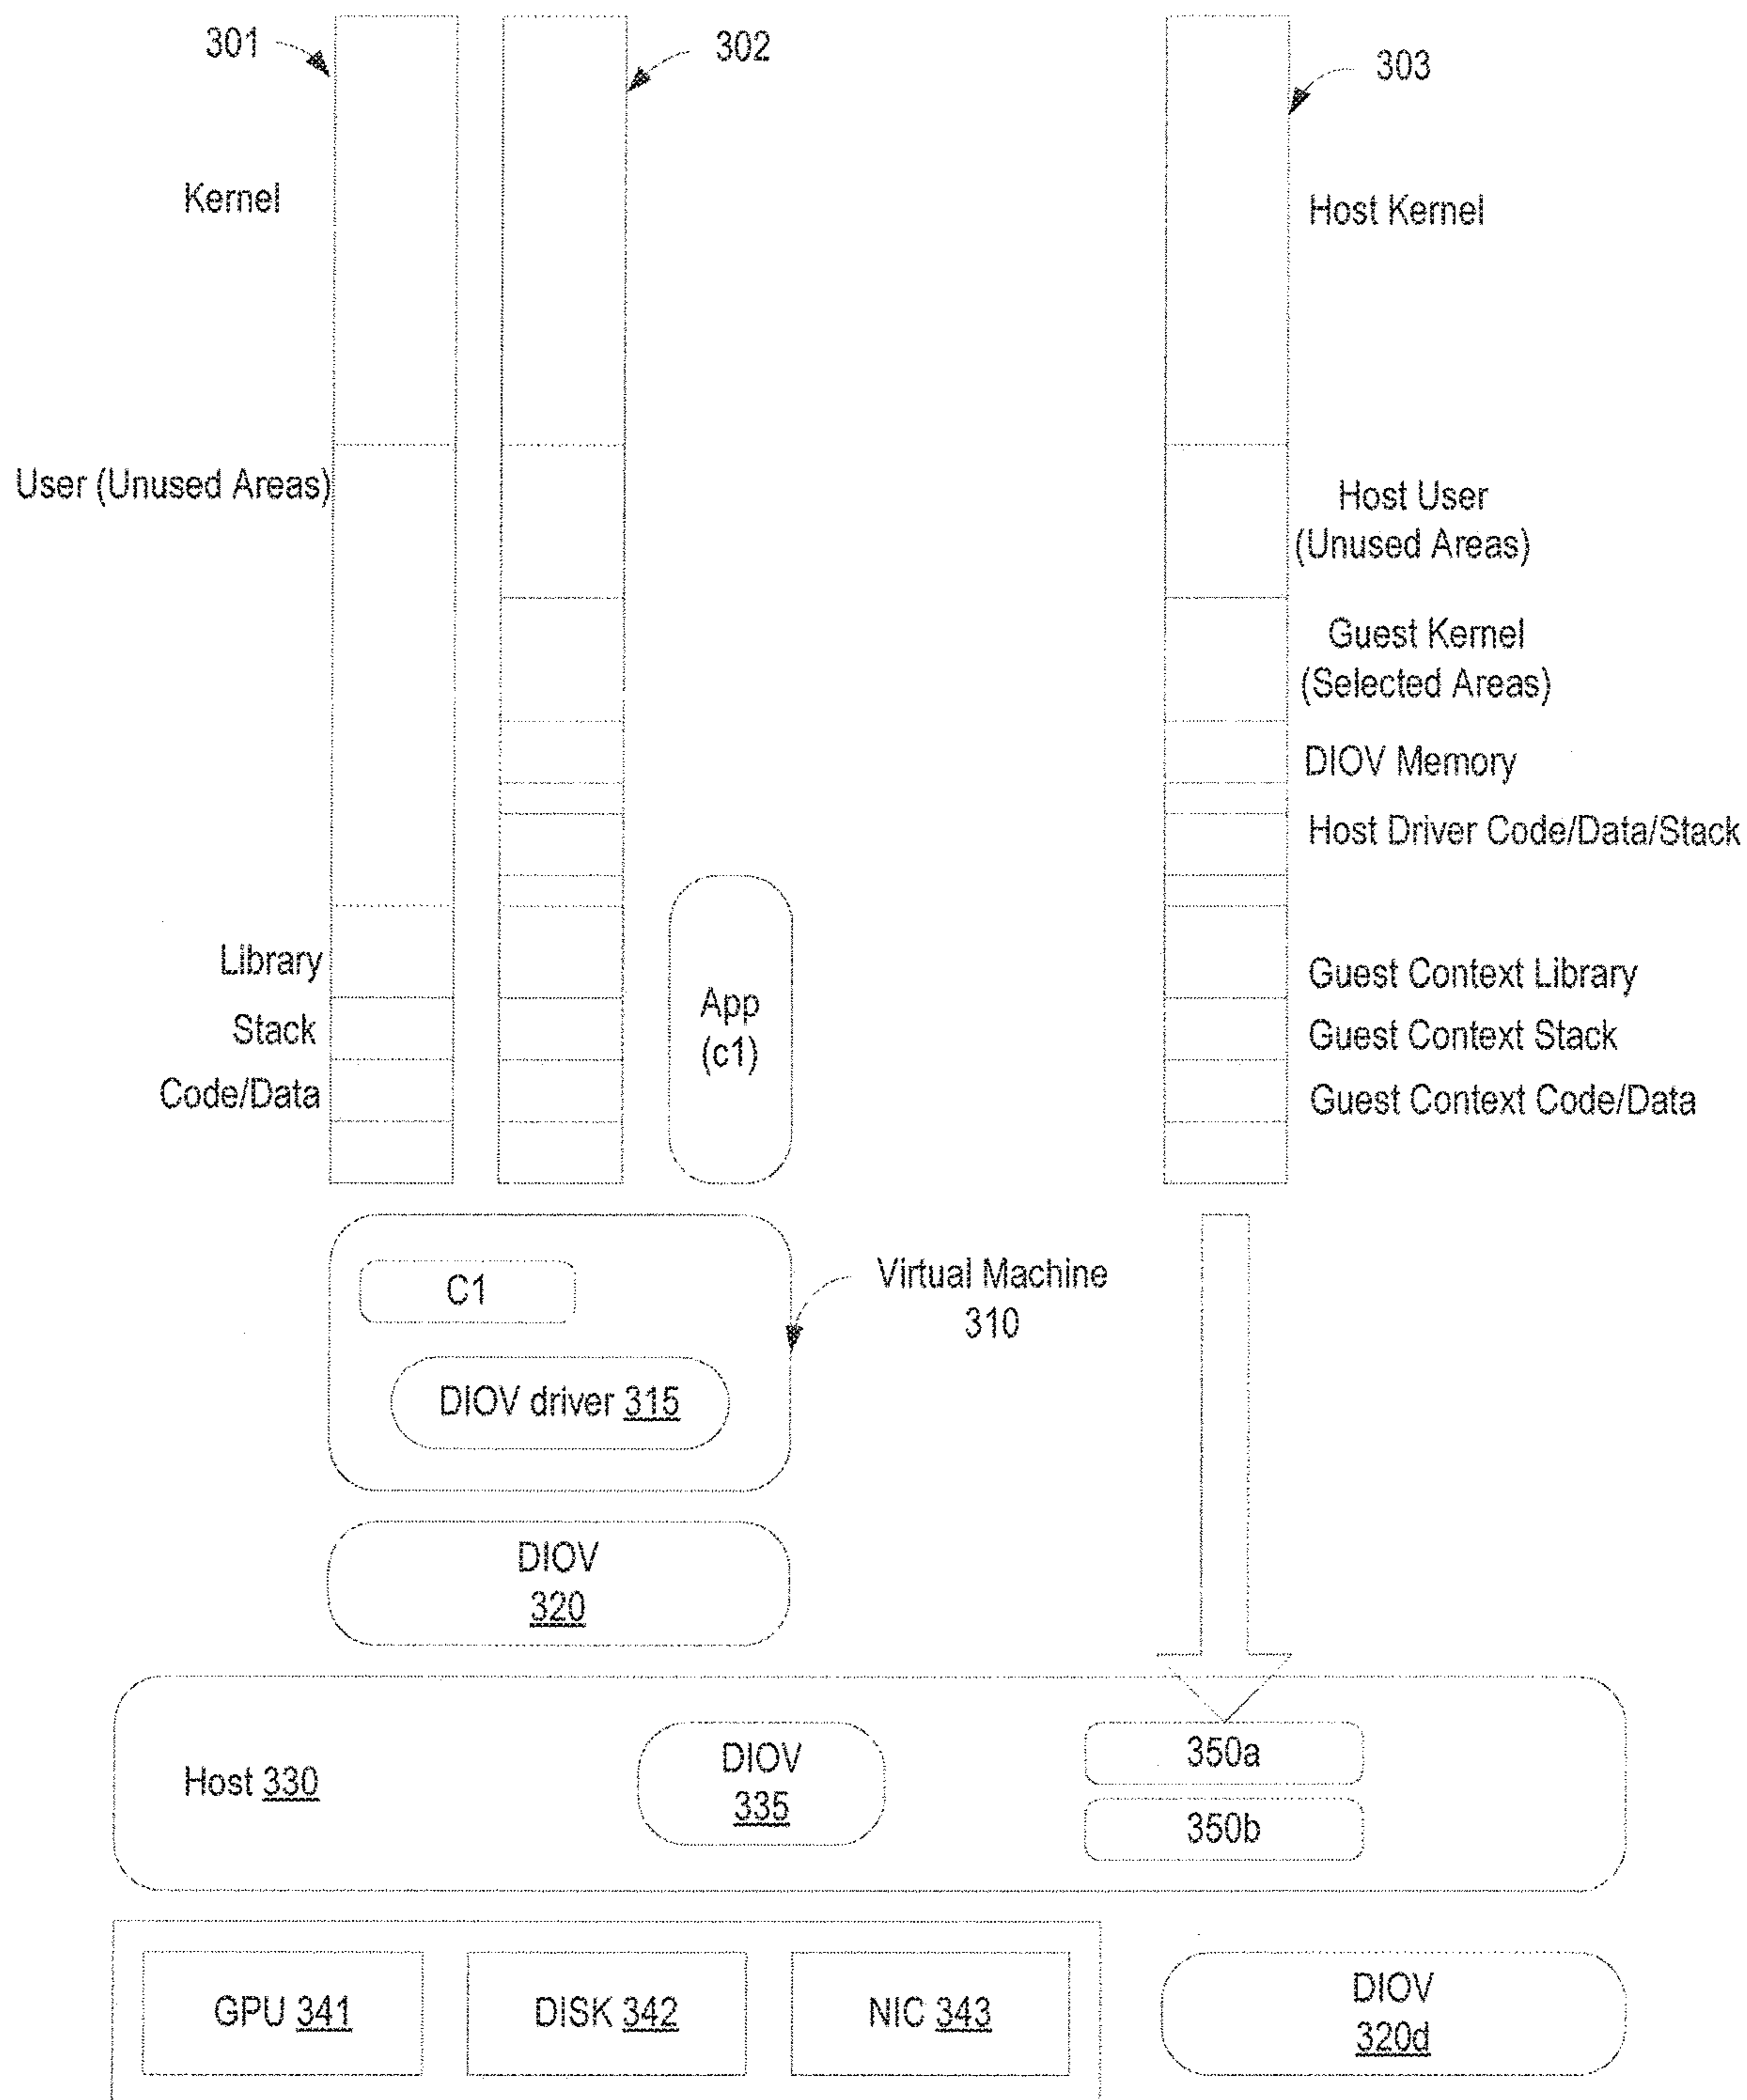 301
302
303
Kernel
Host Kernel
User (Unused Areas)
Host User
(Unused Areas)
Guest Kernel
(Selected Areas)
DIOV Memory
Host Driver Code/Data/Stack
Library
App
(c1)
Guest Context Library
Stack
Guest Context Stack
Code/Data
Guest Context Code/Data
C1
Virtual Machine
310
DIOV driver 315
DIOV
320
Host 330
DIOV
335
350a
350b
GPU 341
DISK 342
NIC 343
DIOV
320d